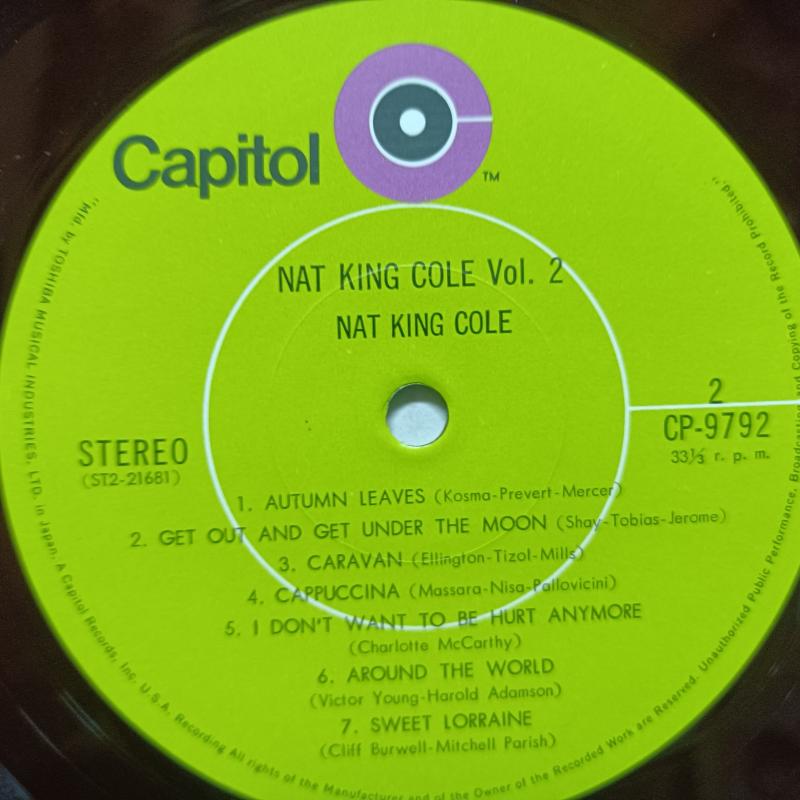 Capitol
TM
NAT KING COLE Vol. 2
NAT KING COLE
2
CP-9792
33⅓ r. p. m.
STEREO
(ST2-21681)
1. AUTUMN LEAVES (Kosma-Prevert-Mercer)
2. GET OUT AND GET UNDER THE MOON (Shay-Tobias-Jerome)
3. CARAVAN (Ellington-Tizol-Mills)
4. CAPPUCCINA (Massara-Nisa-Pallovicini)
5. I DON'T WANT TO BE HURT ANYMORE
(Charlotte McCarthy)
6. AROUND THE WORLD
(Victor Young-Harold Adamson)
7. SWEET LORRAINE
(Cliff Burwell-Mitchell Parish)
"Mfd. by TOSHIBA MUSICAL INDUSTRIES, LTD. in Japan, A Capitol Records, Inc. U.S.A. Recording All rights of the Manufacturer and of the Owner of the Recorded Work are Reserved. Unauthorized Public Performance, Broadcasting and Copying of the Record Prohibited."